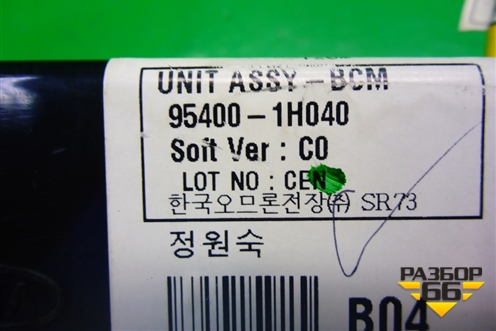 UNIT ASSY-BCM
95400-1H040
Soft Ver : C0
LOT NO : CEN
한국오므론전장(주) SR73
정원숙
B04
РАЗБОР
66